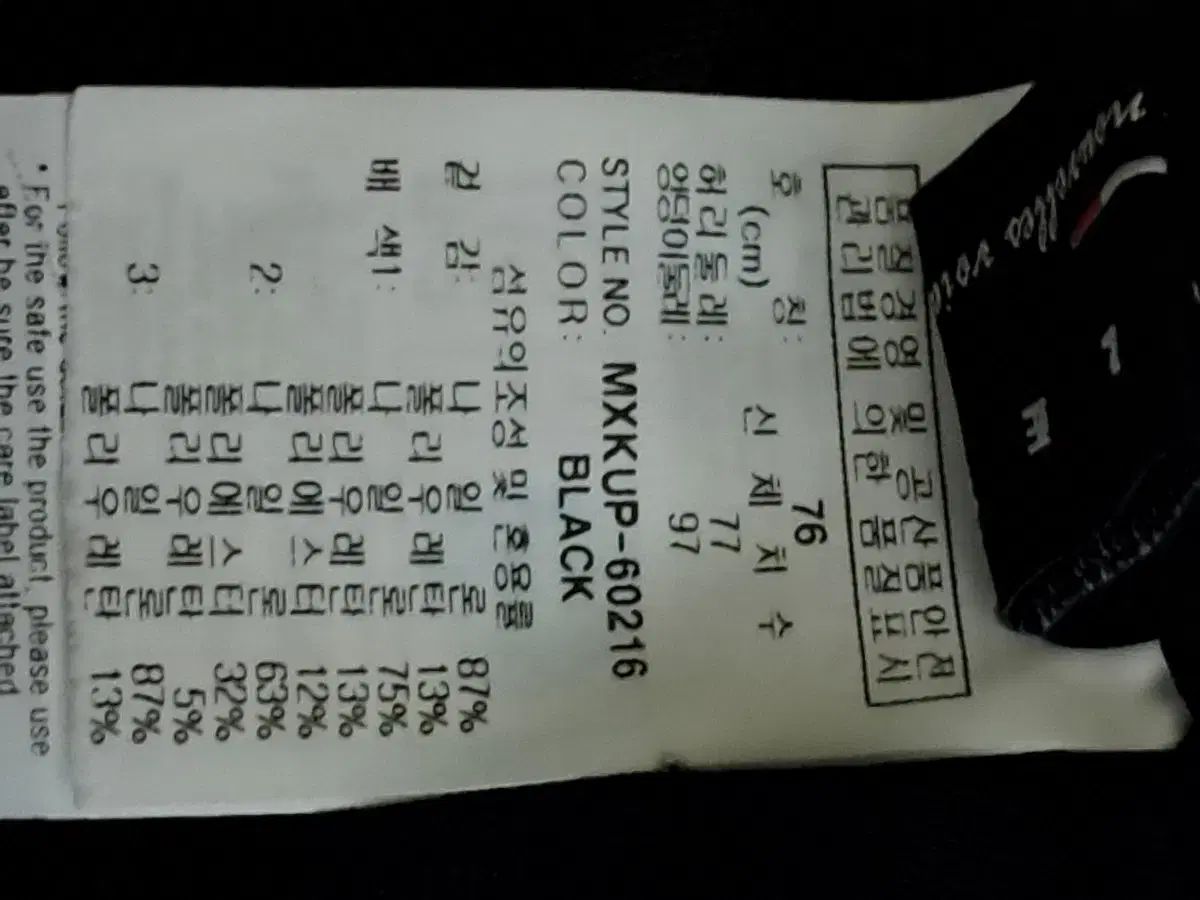 Nouvelles
품질경영 및 공산품안전
관리법에 의한 품질표시
호 칭: 76
(cm) 신 체 치 수
허리둘레: 77
엉덩이둘레: 97
STYLE NO. MXKUP-60216
COLOR: BLACK
섬유의조성 및 혼용율
겉 감: 나 일 론 87%
폴 리 우 레 탄 13%
배 색1: 나 일 론 75%
폴 리 우 레 탄 13%
폴 리 에 스 터 12%
2: 나 일 론 63%
폴 리 에 스 터 32%
폴 리 우 레 탄 5%
3: 나 일 론 87%
폴 리 우 레 탄 13%
• For the safe use the product, please use
after be sure the care label attached